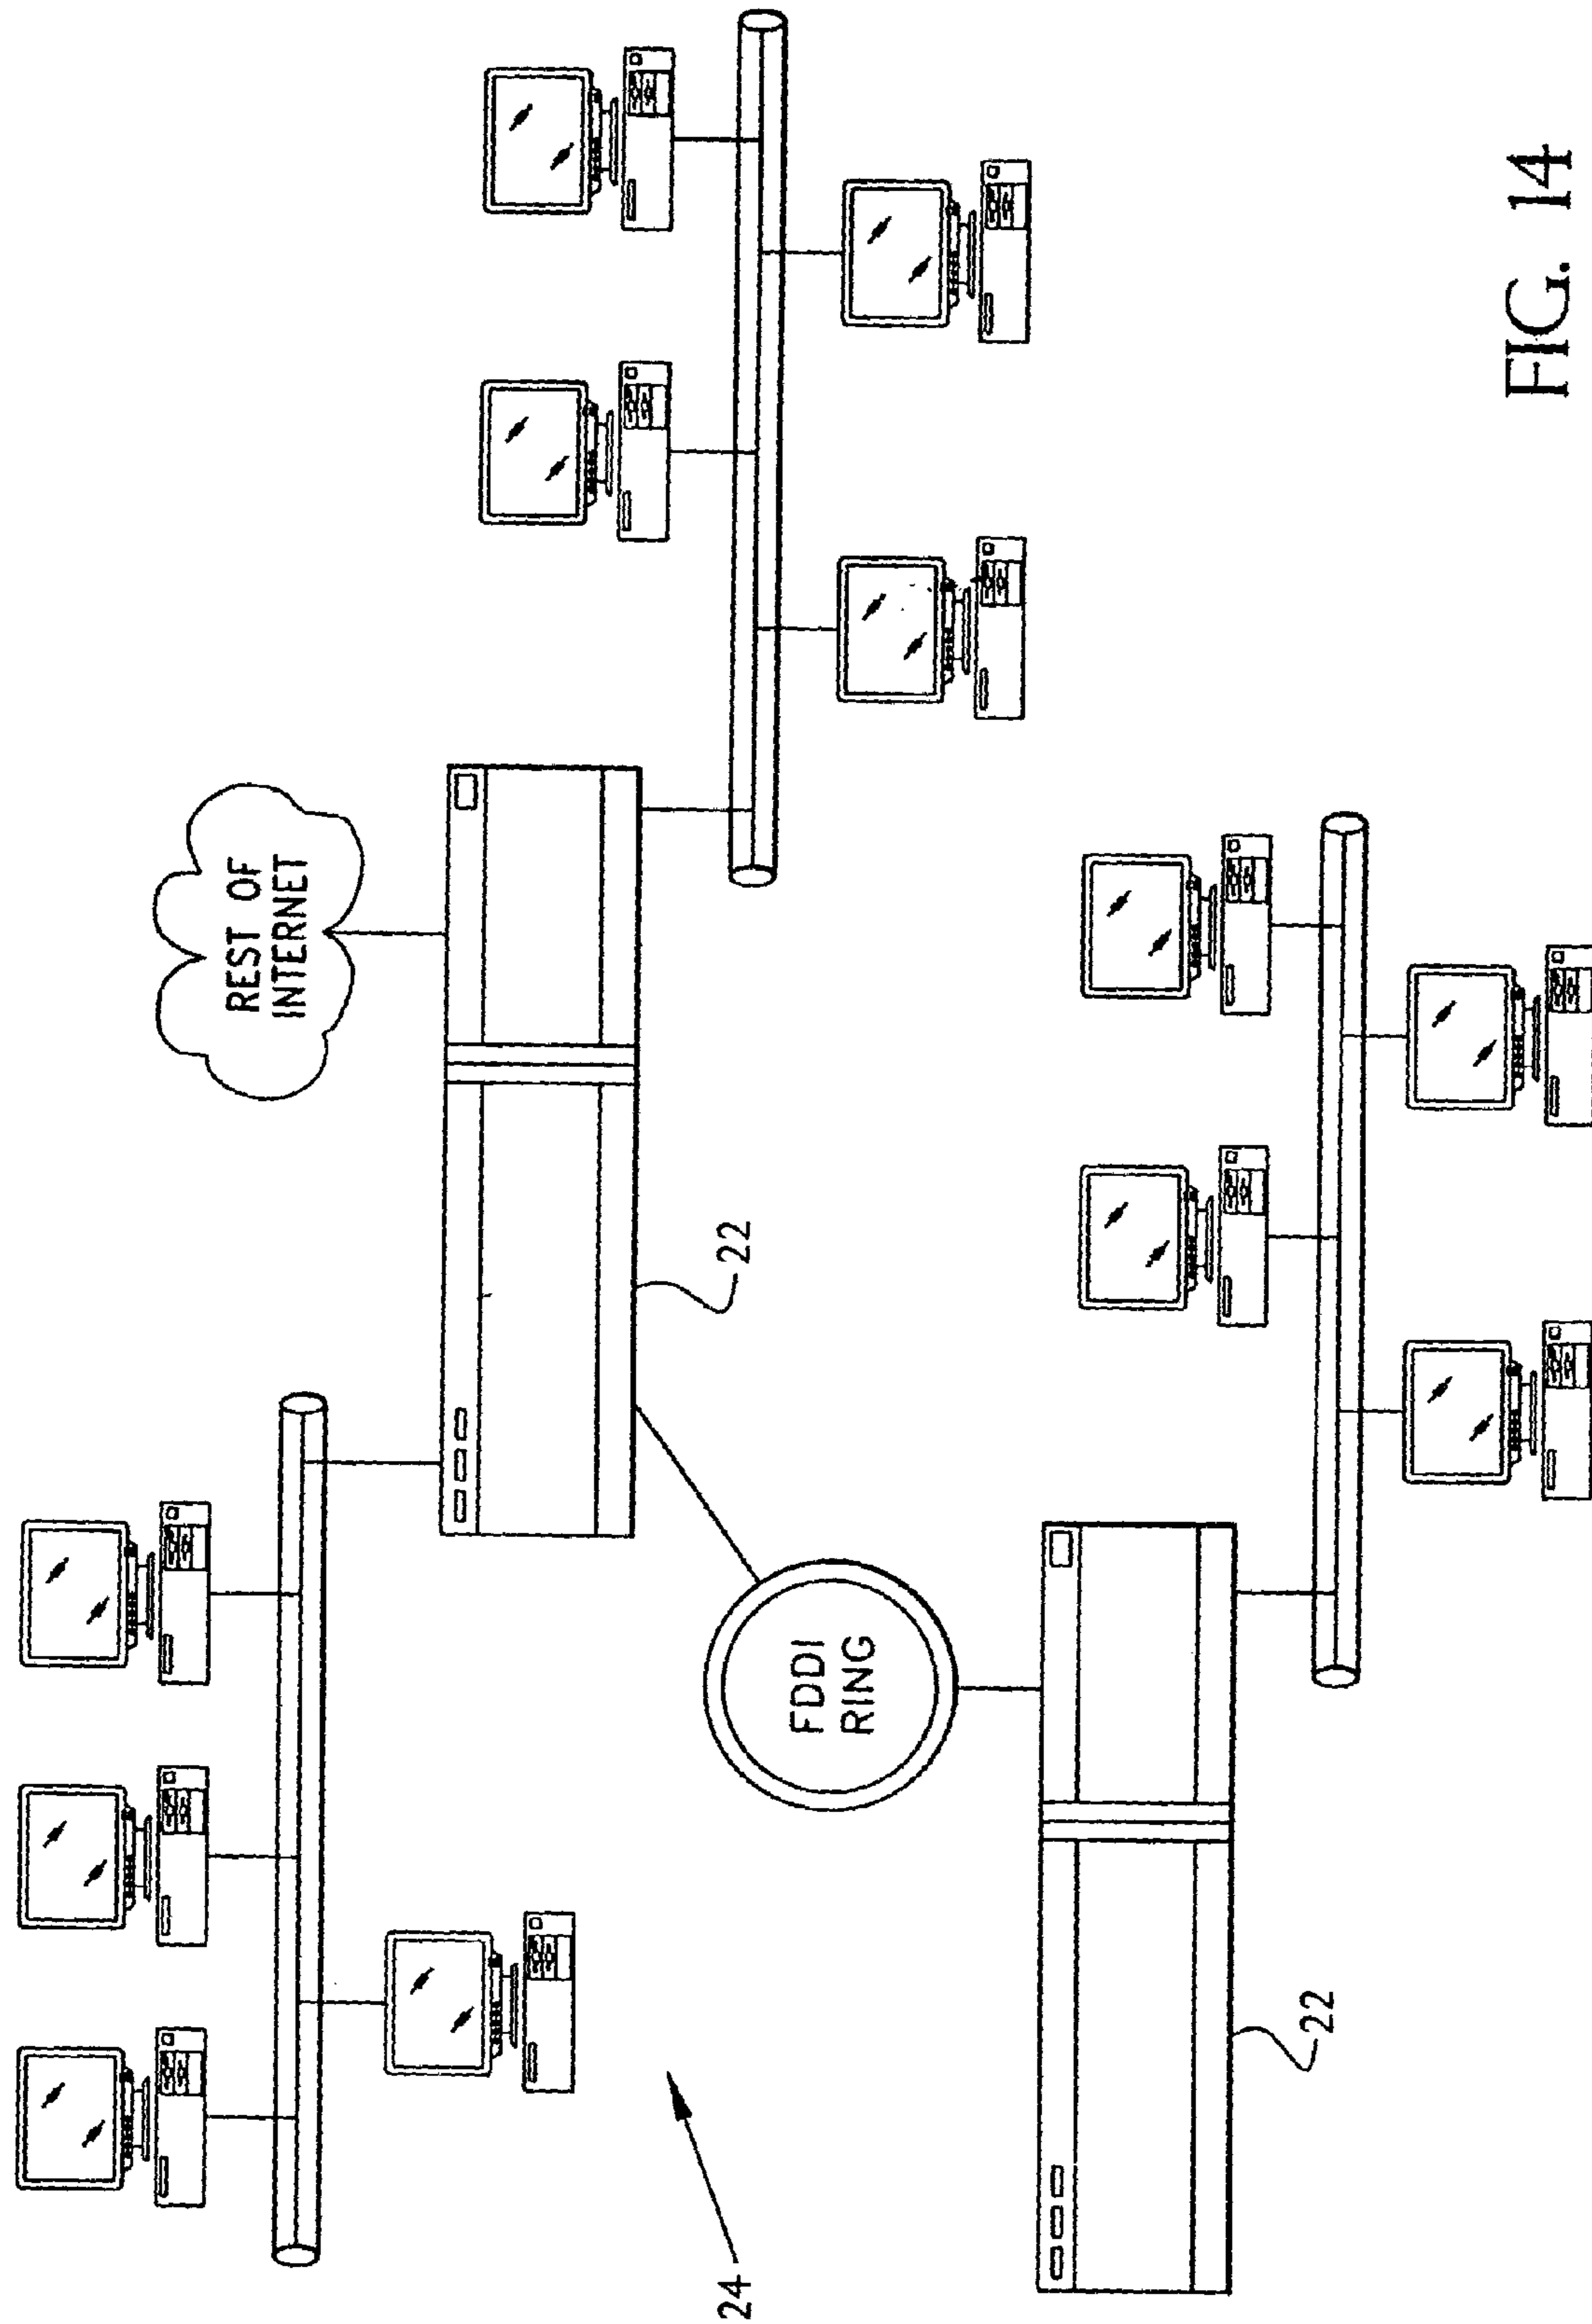 REST OF
INTERNET
22
FDDI
RING
24
22
FIG. 14